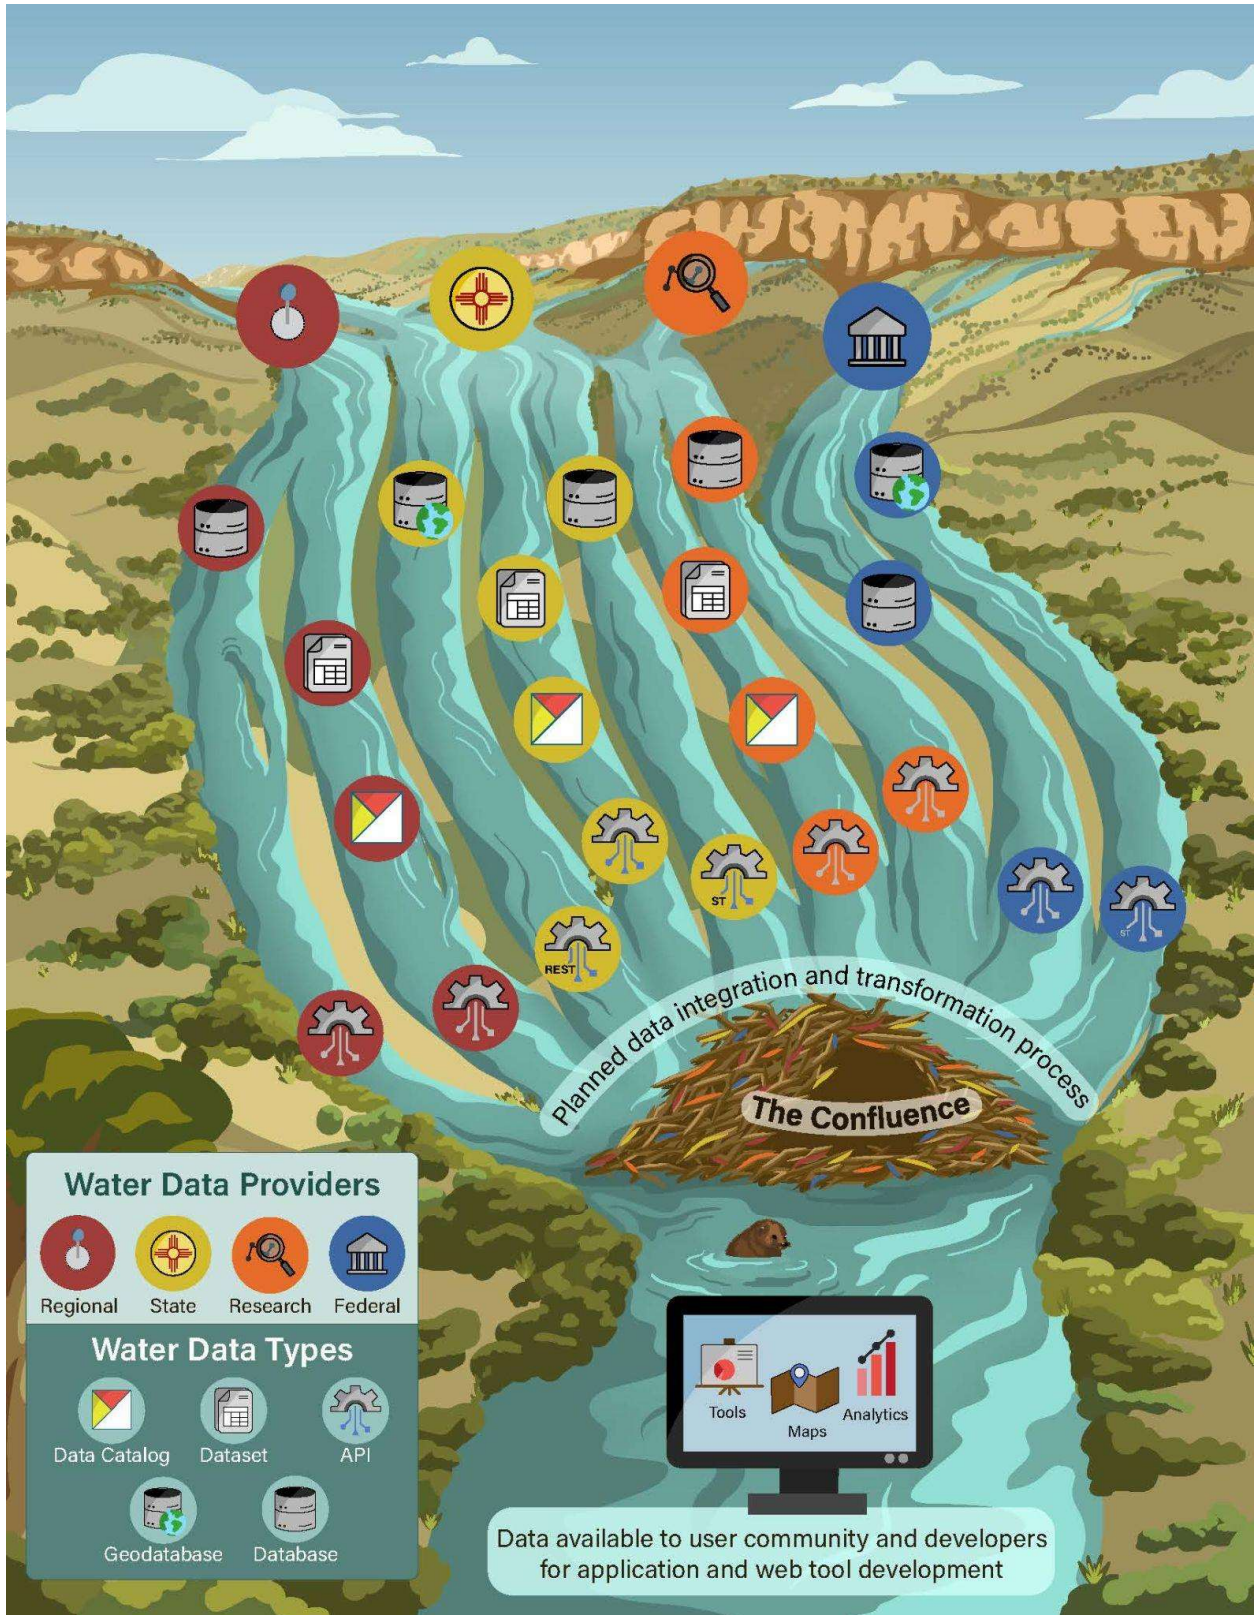 REST
ST
ST
Planned data integration and transformation process
The Confluence
Water Data Providers
Regional State Research Federal
Water Data Types
Data Catalog Dataset API
Geodatabase Database
Tools
Maps
Analytics
Data available to user community and developers
for application and web tool development